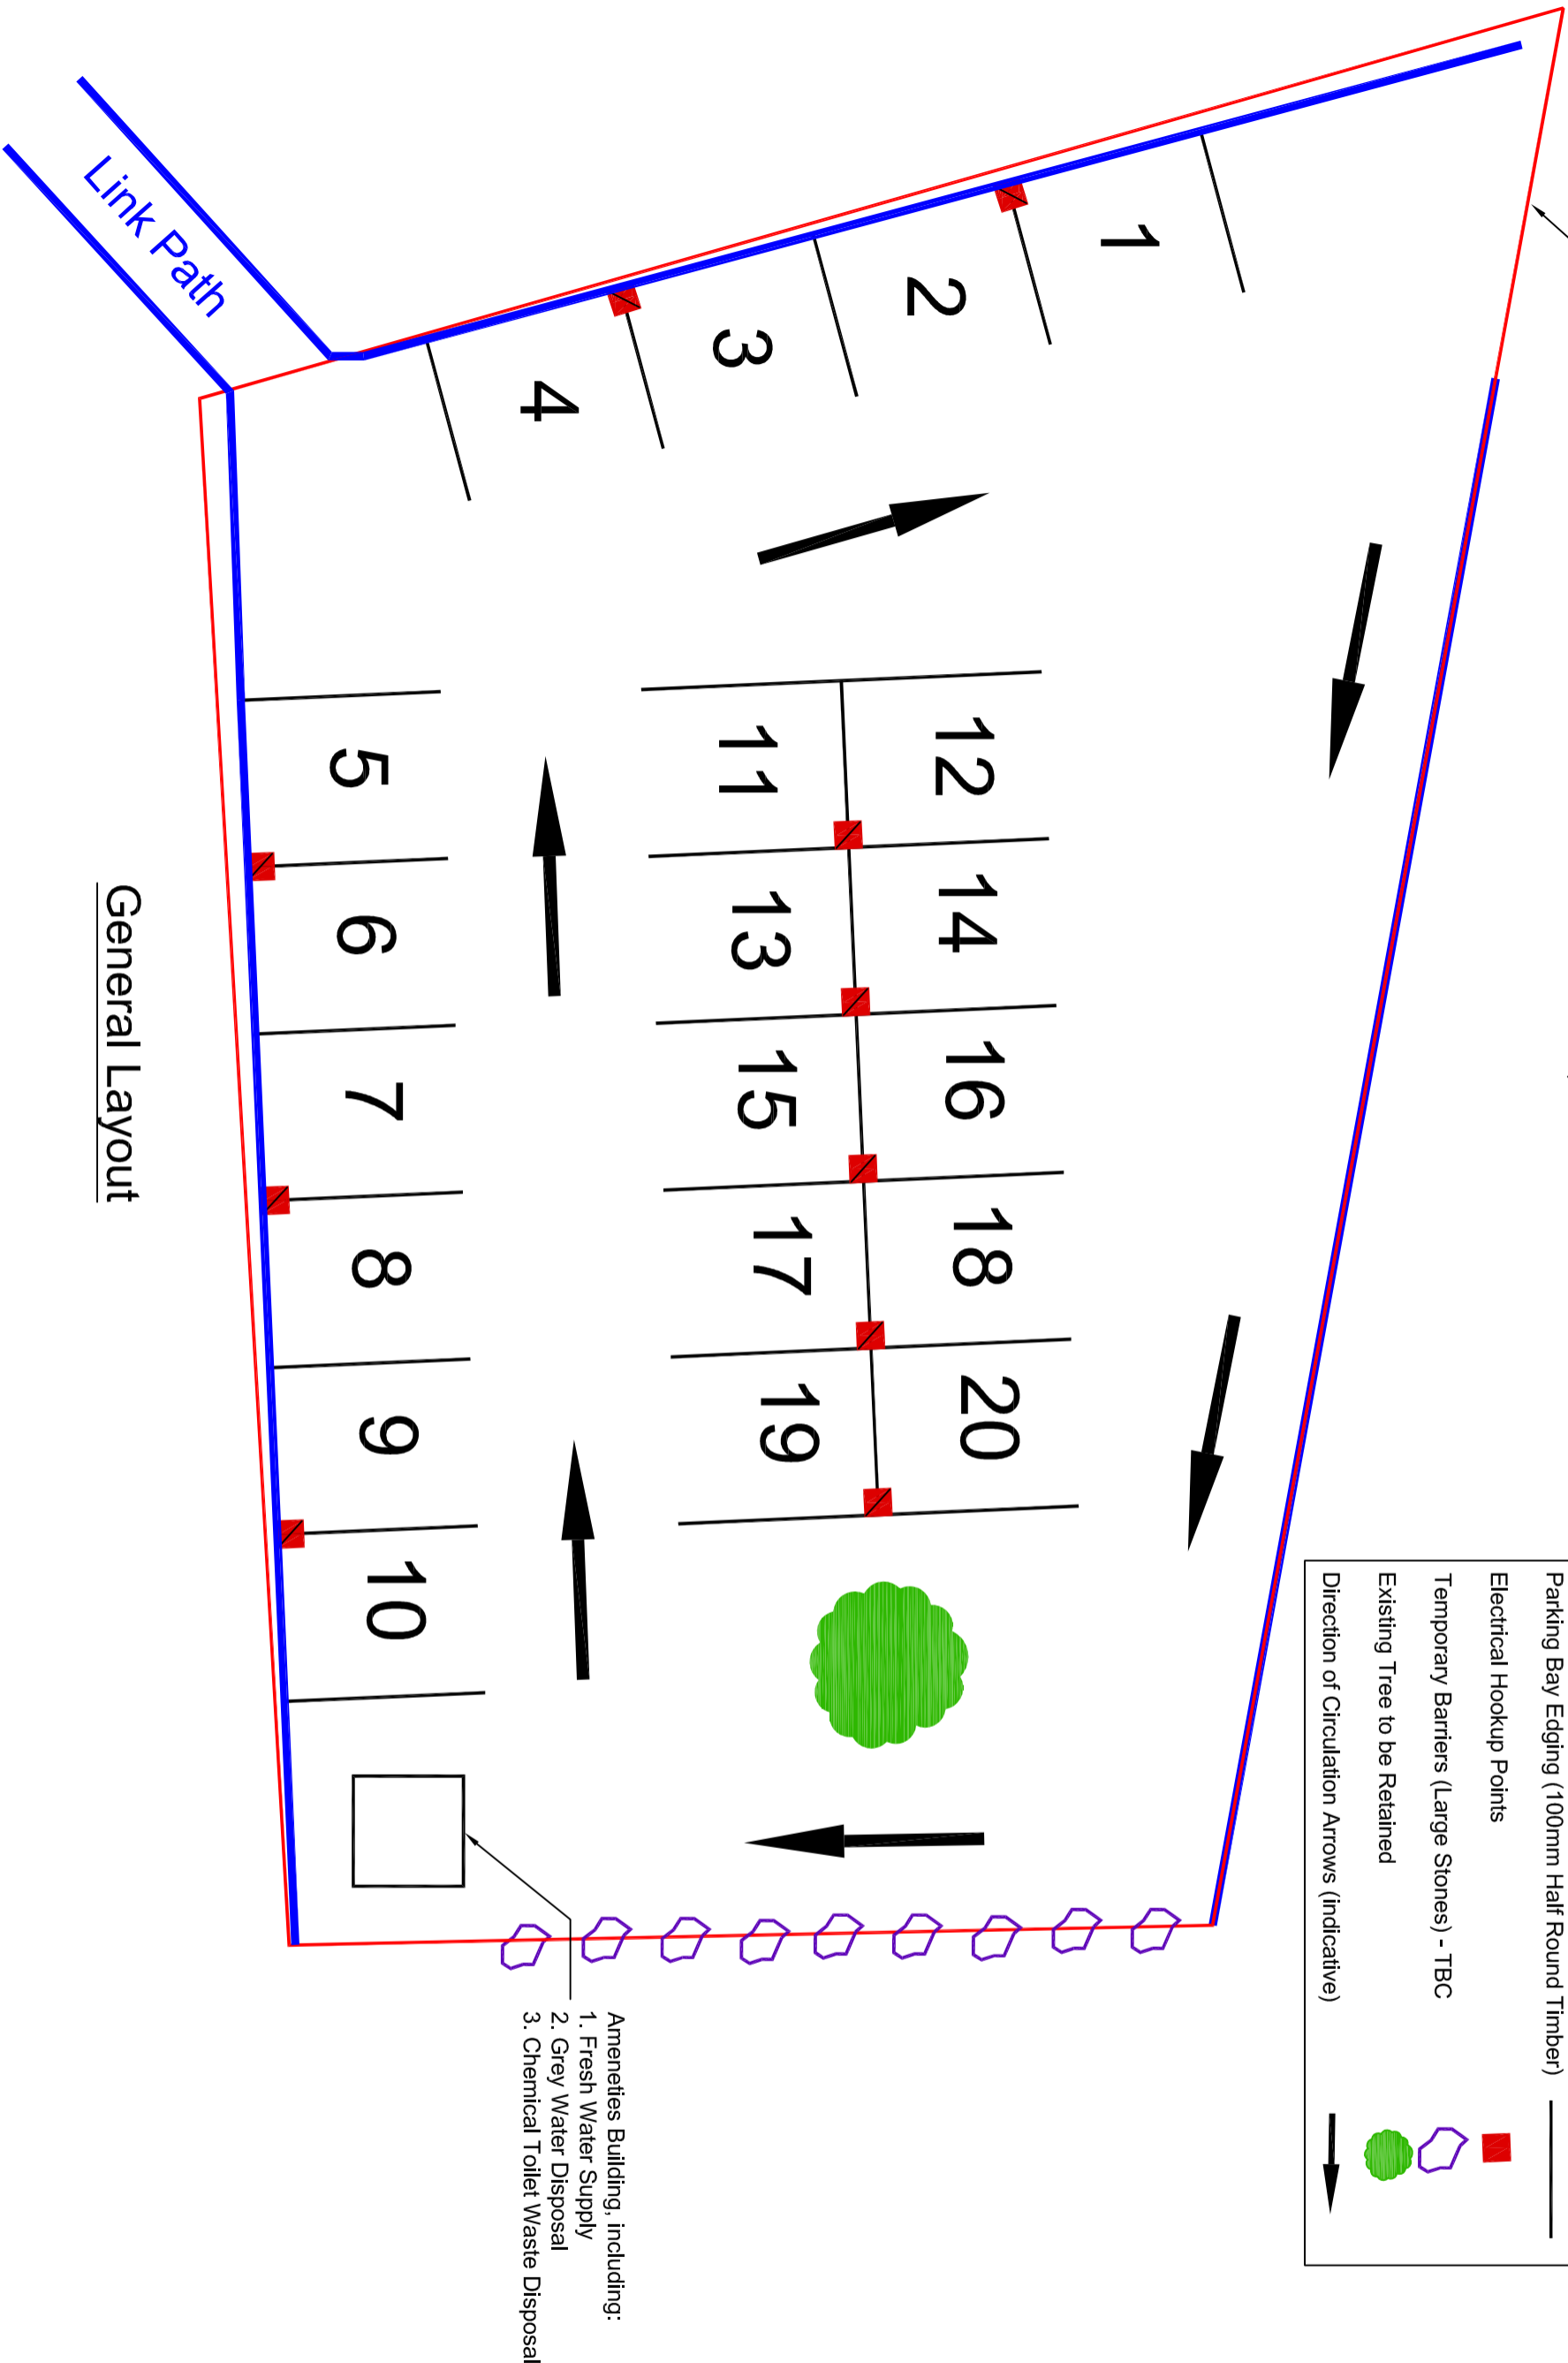 Parking Bay Edging (100mm Half Round Timber)
Electrical Hookup Points
Temporary Barriers (Large Stones) - TBC
Existing Tree to be Retained
Direction of Circulation Arrows (indicative)
Link Path
1
2
3
4
12
14
16
18
20
11
13
15
17
19
5
6
7
8
9
10
Ameneties Building, including:
1. Fresh Water Supply
2. Grey Water Disposal
3. Chemical Toilet Waste Disposal
General Layout